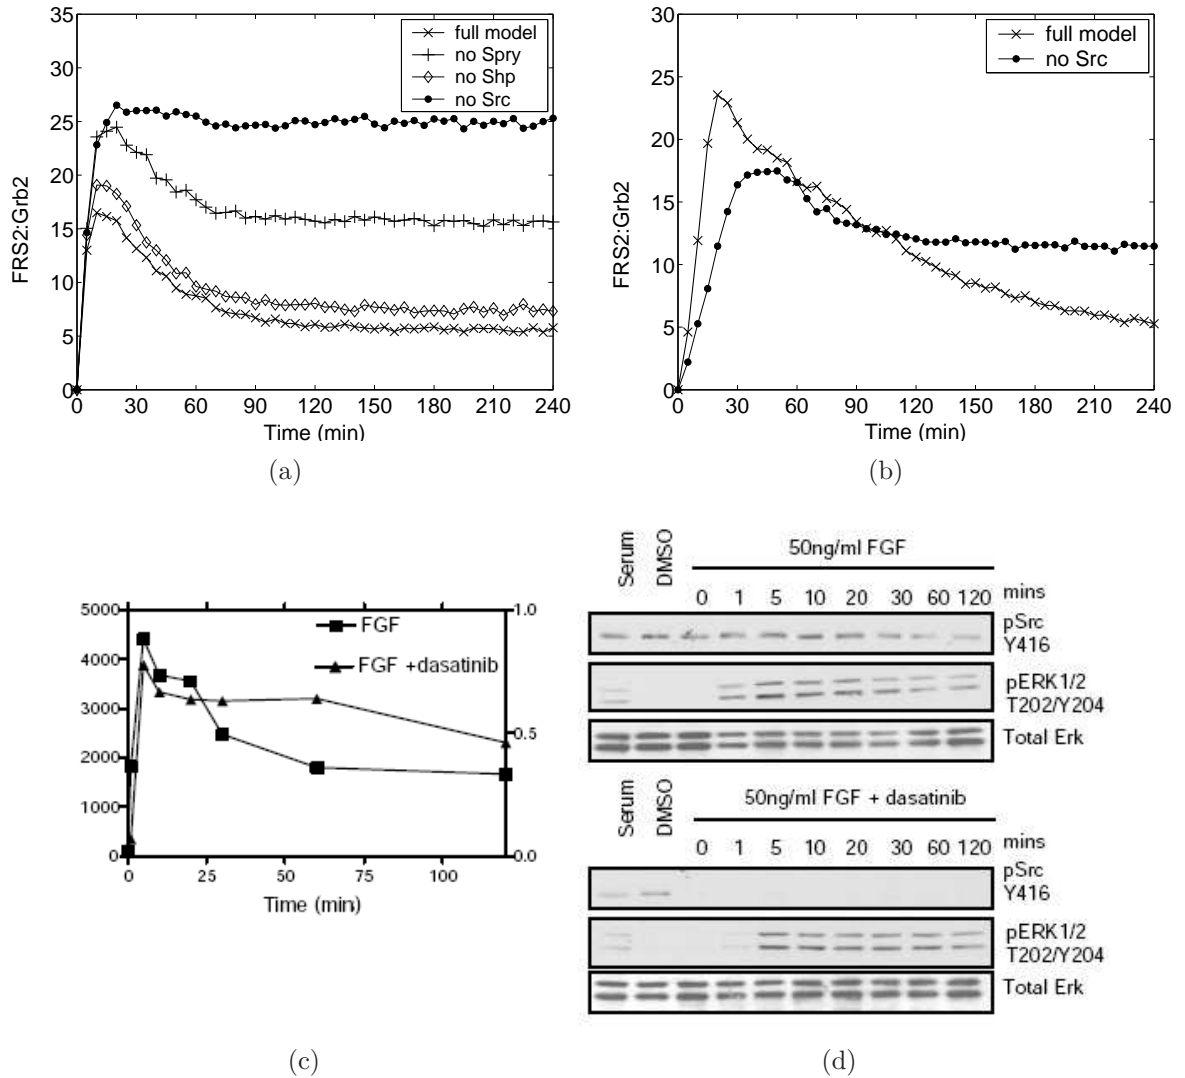 35
30
25
20
15
10
5
0
FRS2:Grb2
full model
no Spry
no Shp
no Src
0 30 60 90 120 150 180 210 240
Time (min)
(a)
30
25
20
15
10
5
0
FRS2:Grb2
full model
no Src
0 30 60 90 120 150 180 210 240
Time (min)
(b)
5000
4000
3000
2000
1000
0
1.0
0.5
0.0
FGF
FGF +dasatinib
0 25 50 75 100
Time (min)
(c)
Serum
DMSO
50ng/ml FGF
0 1 5 10 20 30 60 120 mins
pSrc
Y416
pERK1/2
T202/Y204
Total Erk
Serum
DMSO
50ng/ml FGF + dasatinib
0 1 5 10 20 30 60 120 mins
pSrc
Y416
pERK1/2
T202/Y204
Total Erk
(d)